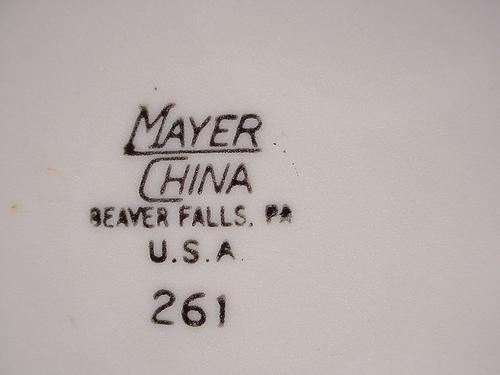 MAYER
CHINA
BEAVER FALLS, PA
U.S.A
261